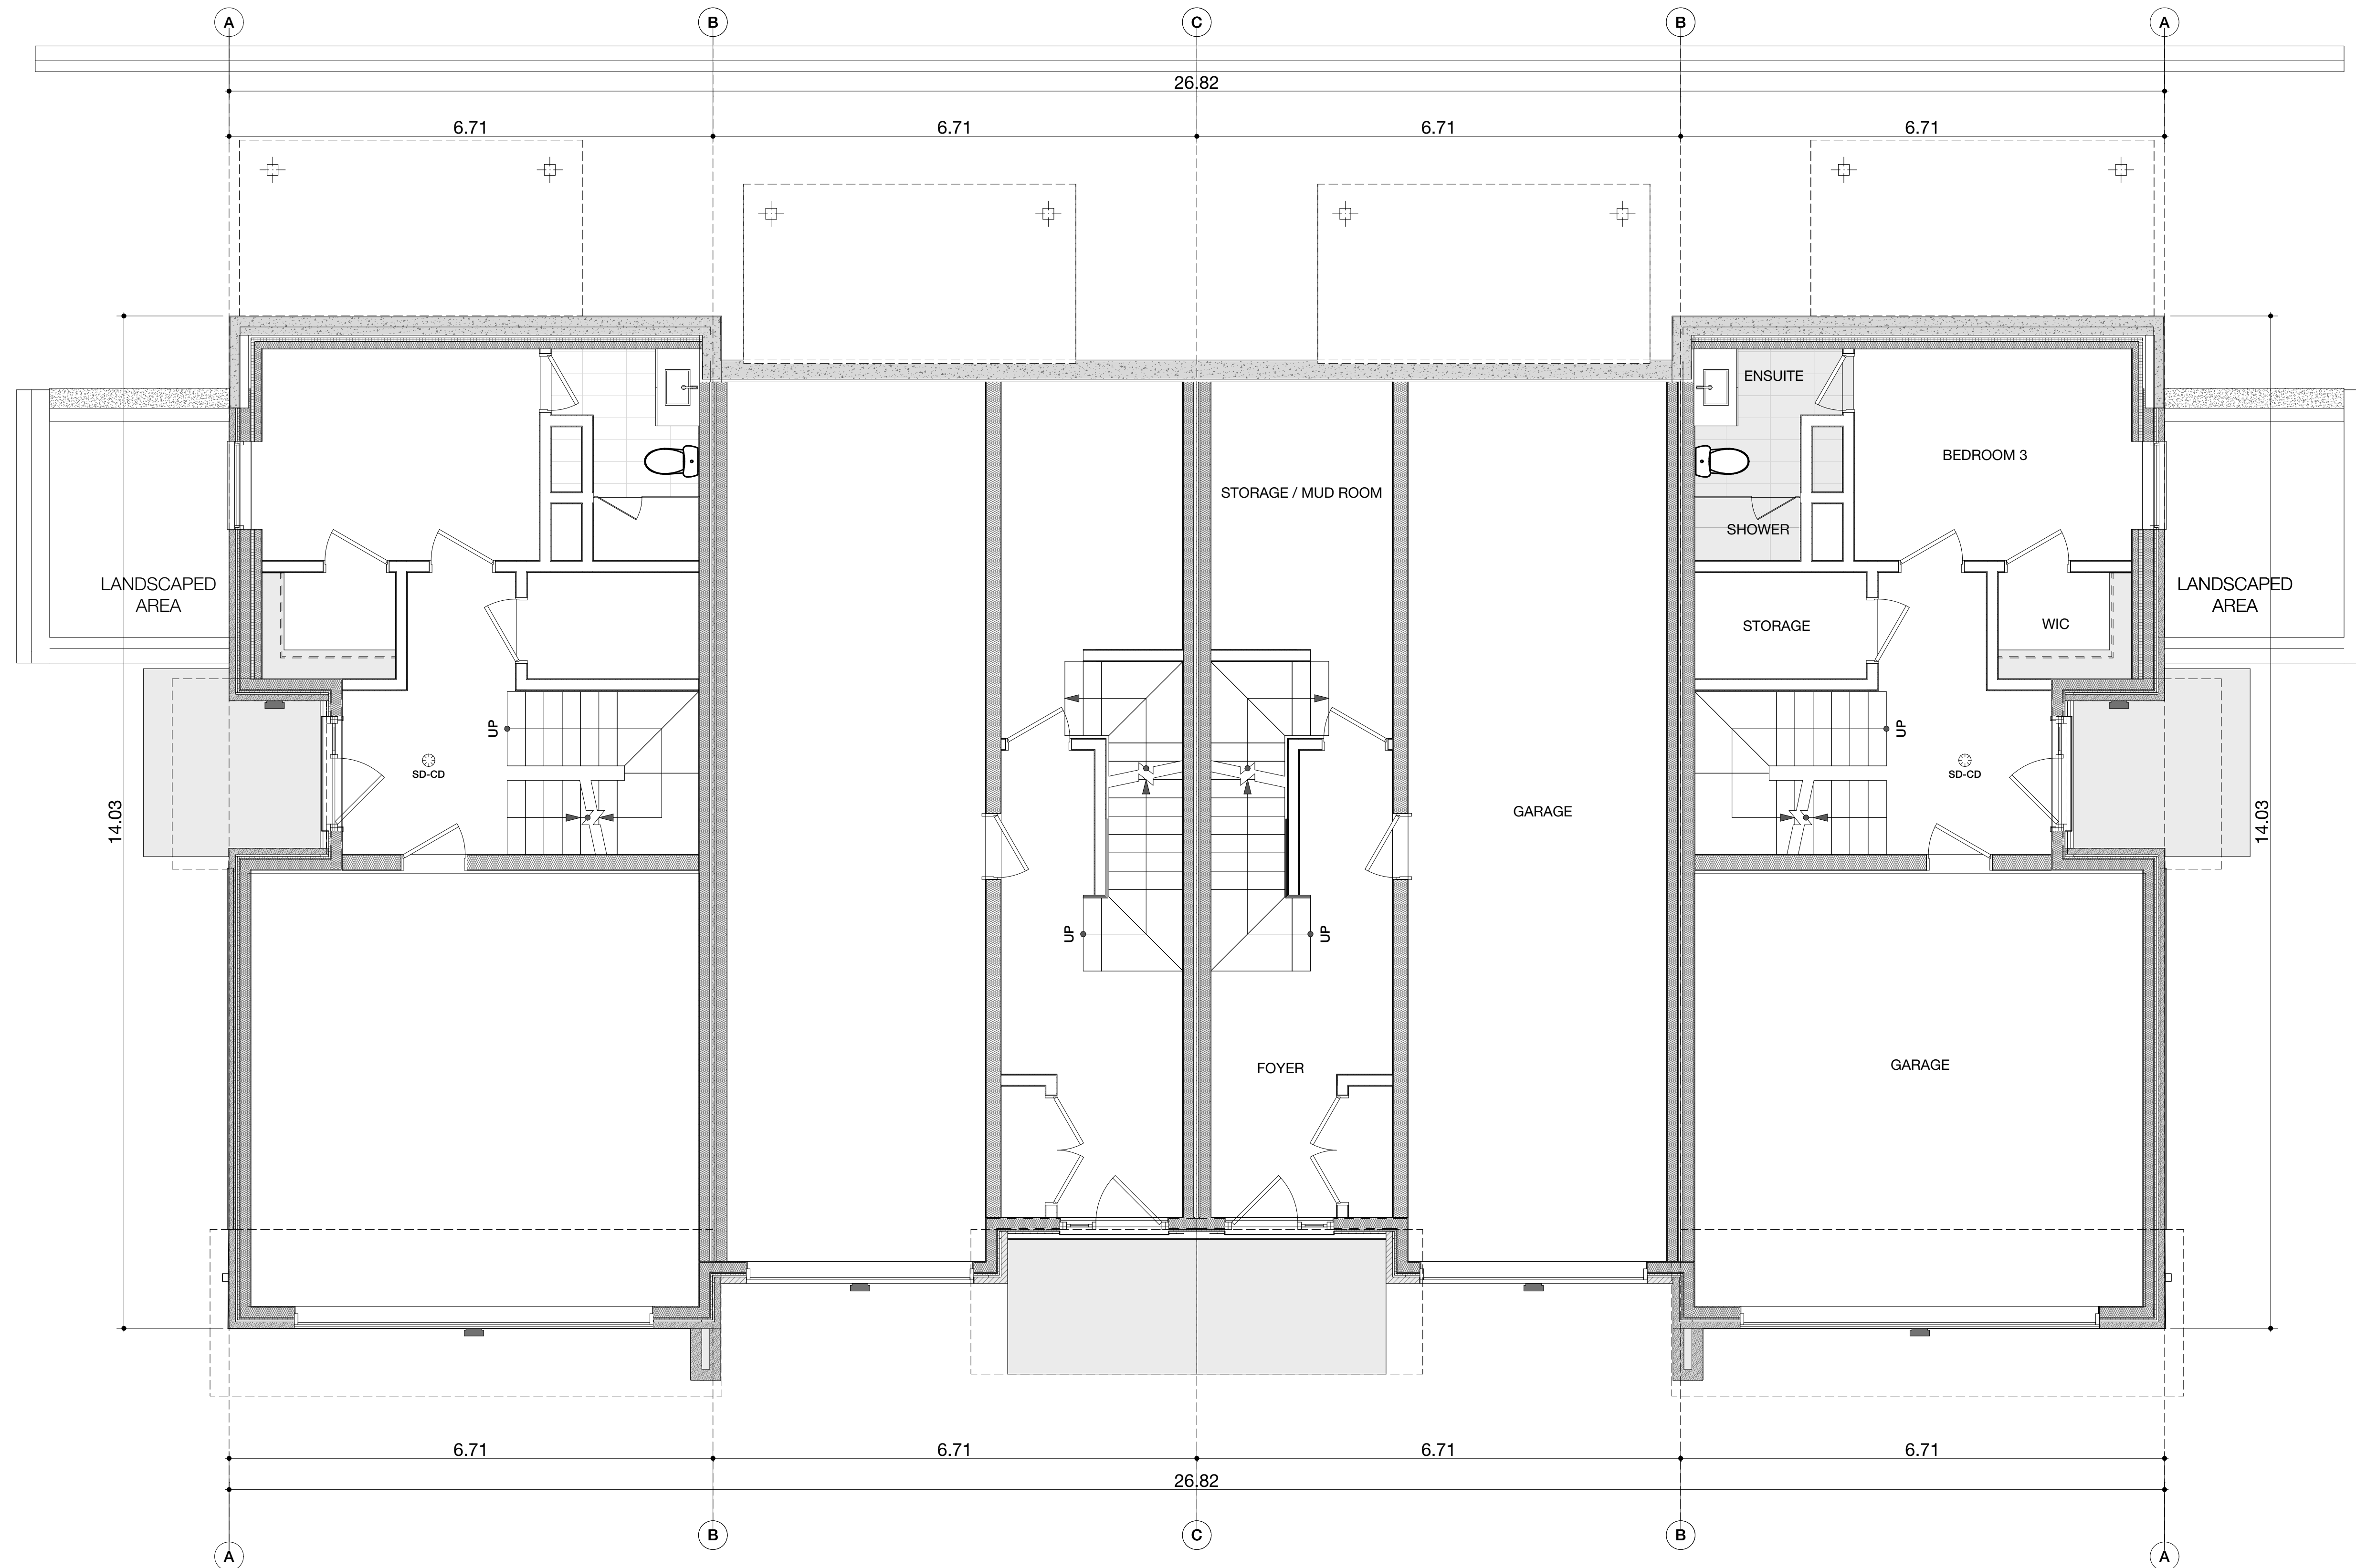 A B C B A
26.82
6.71 6.71 6.71 6.71
ENSUITE
BEDROOM 3
STORAGE / MUD ROOM
SHOWER
LANDSCAPED
AREA
LANDSCAPED
AREA
STORAGE
WIC
UP
UP
SD-CD
SD-CD
14.03
GARAGE
14.03
UP
UP
FOYER
GARAGE
6.71 6.71 6.71 6.71
26.82
A B C B A